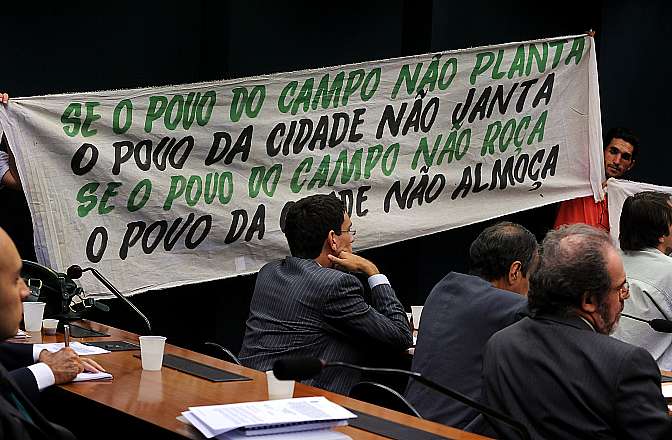 SE O POVO DO CAMPO NÃO PLANTA
O POVO DA CIDADE NÃO JANTA
SE O POVO DO CAMPO NÃO ROÇA
O POVO DA CIDADE NÃO ALMOÇA